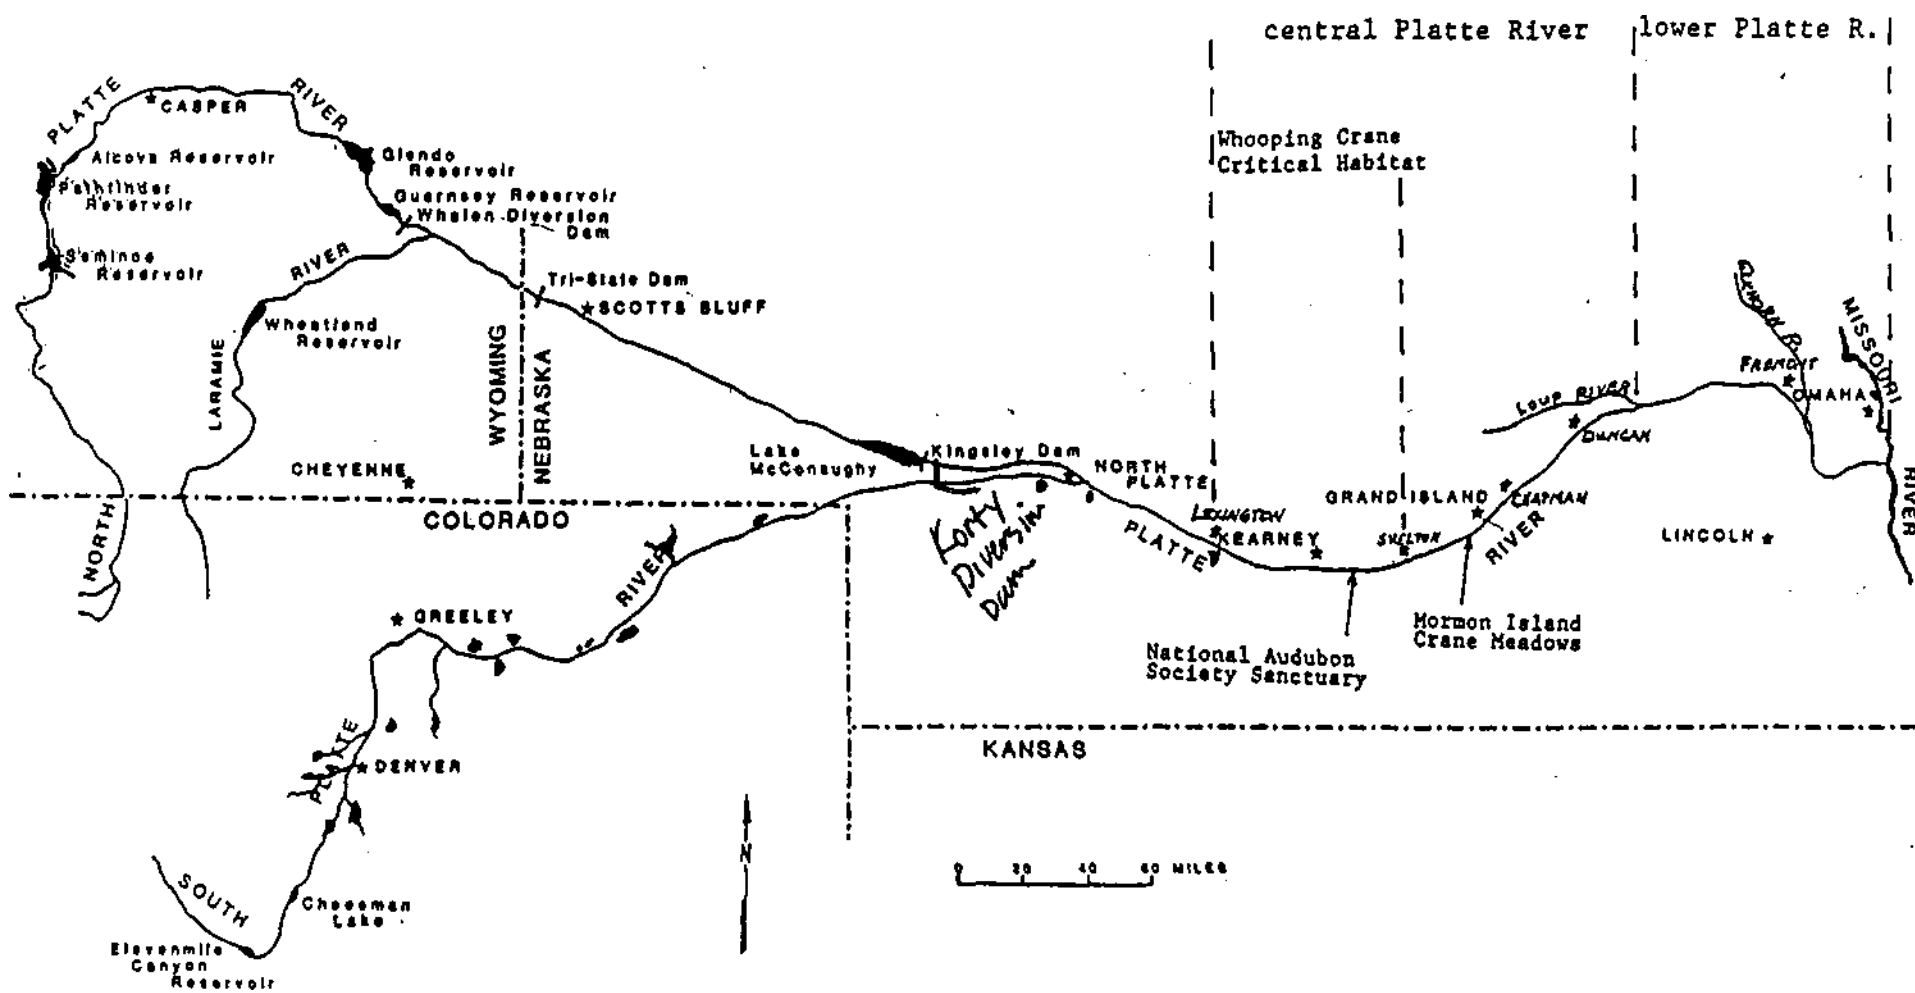 central Platte River
lower Platte R.
PLATTE
RIVER
CASPER
Alcova Reservoir
Glendo
Reservoir
Whooping Crane
Critical Habitat
Pathfinder
Reservoir
Guernsey Reservoir
Whalen Diversion
Dam
Seminoe
Reservoir
RIVER
Tri-State Dam
SCOTTS BLUFF
Wheatland
Reservoir
LARAMIE
WYOMING
NEBRASKA
ELKHORN R.
MISSOURI
FREMONT
OMAHA
LOUP RIVER
DUNCAN
CHEYENNE
Lake
McConaughy
Kingsley Dam
NORTH
PLATTE
COLORADO
NORTH
Korty
Diversion
Dam
LEXINGTON
PLATTE
KEARNEY
GRAND ISLAND
CHAPMAN
SHELTON
RIVER
LINCOLN
RIVER
RIVER
GREELEY
Mormon Island
Crane Meadows
National Audubon
Society Sanctuary
PLATTE
DENVER
KANSAS
N
0 20 40 60 MILES
SOUTH
Cheesman
Lake
Elevenmile
Canyon
Reservoir